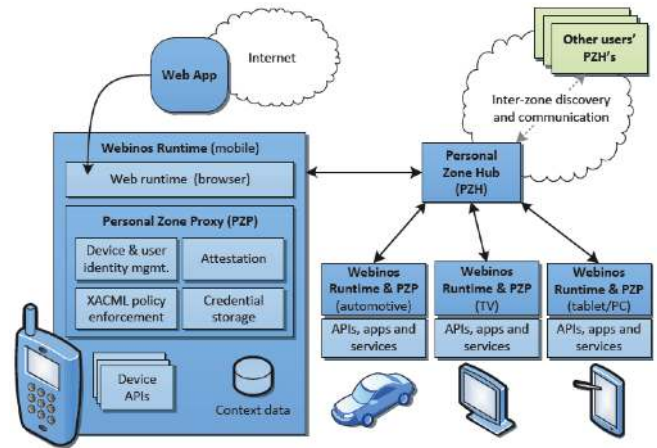 Web App
Internet
Other users'
PZH's
Inter-zone discovery
and communication
Webinos Runtime (mobile)
Web runtime (browser)
Personal Zone Proxy (PZP)
Device & user
identity mgmt.
Attestation
XACML policy
enforcement
Credential
storage
Device
APIs
Context data
Personal
Zone Hub
(PZH)
Webinos
Runtime & PZP
(automotive)
APIs, apps and
services
Webinos
Runtime & PZP
(TV)
APIs, apps and
services
Webinos
Runtime & PZP
(tablet/PC)
APIs, apps and
services